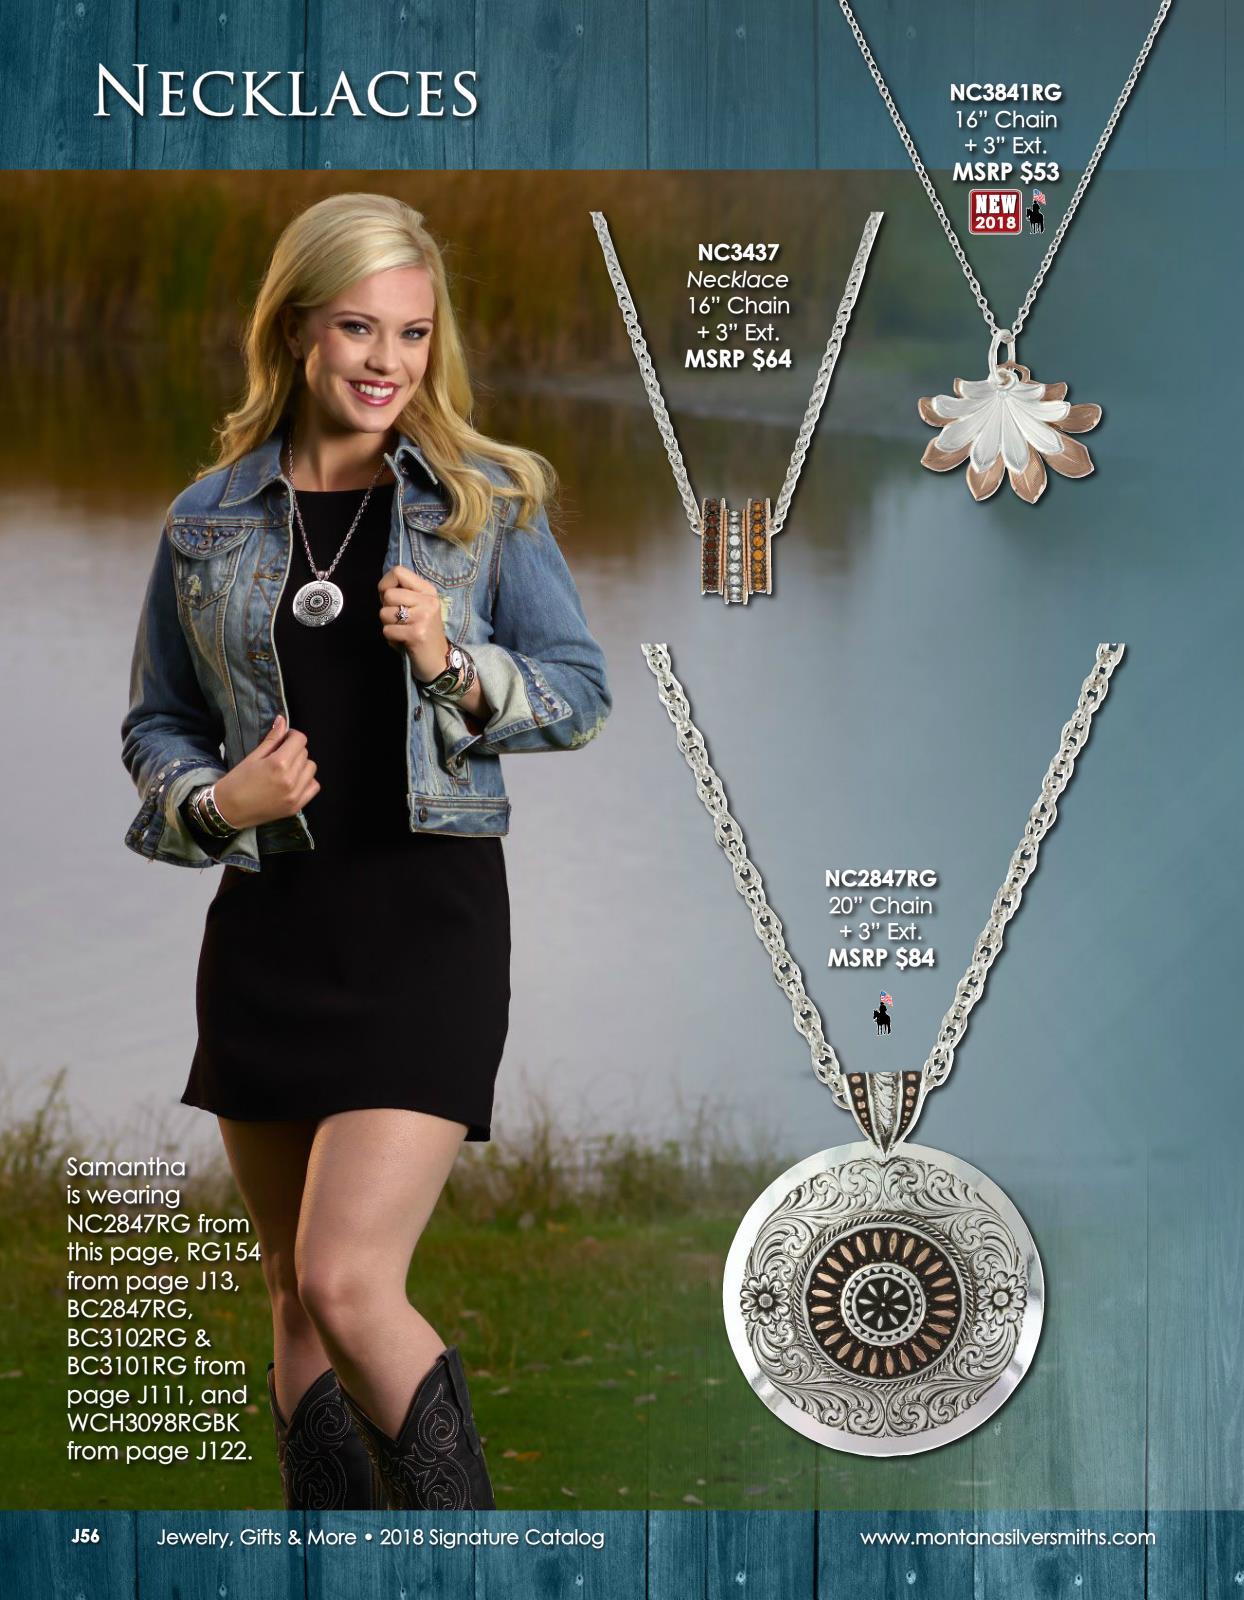 NECKLACES
NC3841RG
16” Chain
+ 3” Ext.
MSRP $53
NEW
2018
NC3437
Necklace
16” Chain
+ 3” Ext.
MSRP $64
NC2847RG
20” Chain
+ 3” Ext.
MSRP $84
Samantha
is wearing
NC2847RG from
this page, RG154
from page J13,
BC2847RG,
BC3102RG &
BC3101RG from
page J111, and
WCH3098RGBK
from page J122.
J56 Jewelry, Gifts & More • 2018 Signature Catalog www.montanasilversmiths.com